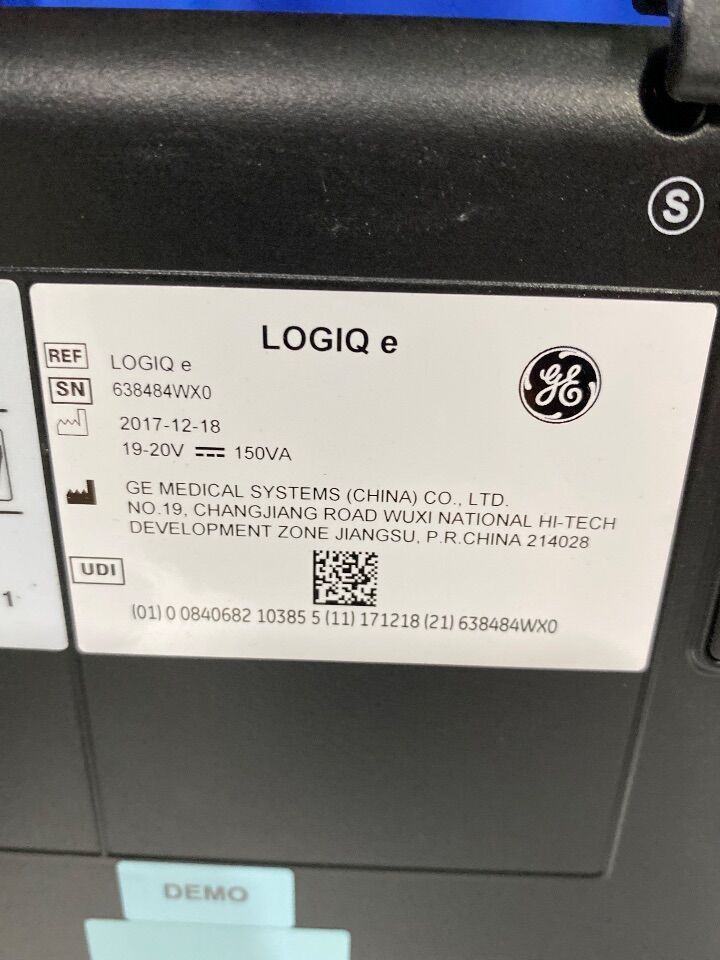 S
LOGIQ e
REF LOGIQ e
GE
SN 638484WX0
2017-12-18
19-20V 150VA
GE MEDICAL SYSTEMS (CHINA) CO., LTD.
NO.19, CHANGJIANG ROAD WUXI NATIONAL HI-TECH
DEVELOPMENT ZONE JIANGSU, P.R.CHINA 214028
UDI
(01) 0 0840682 10385 5 (11) 171218 (21) 638484WX0
1
DEMO